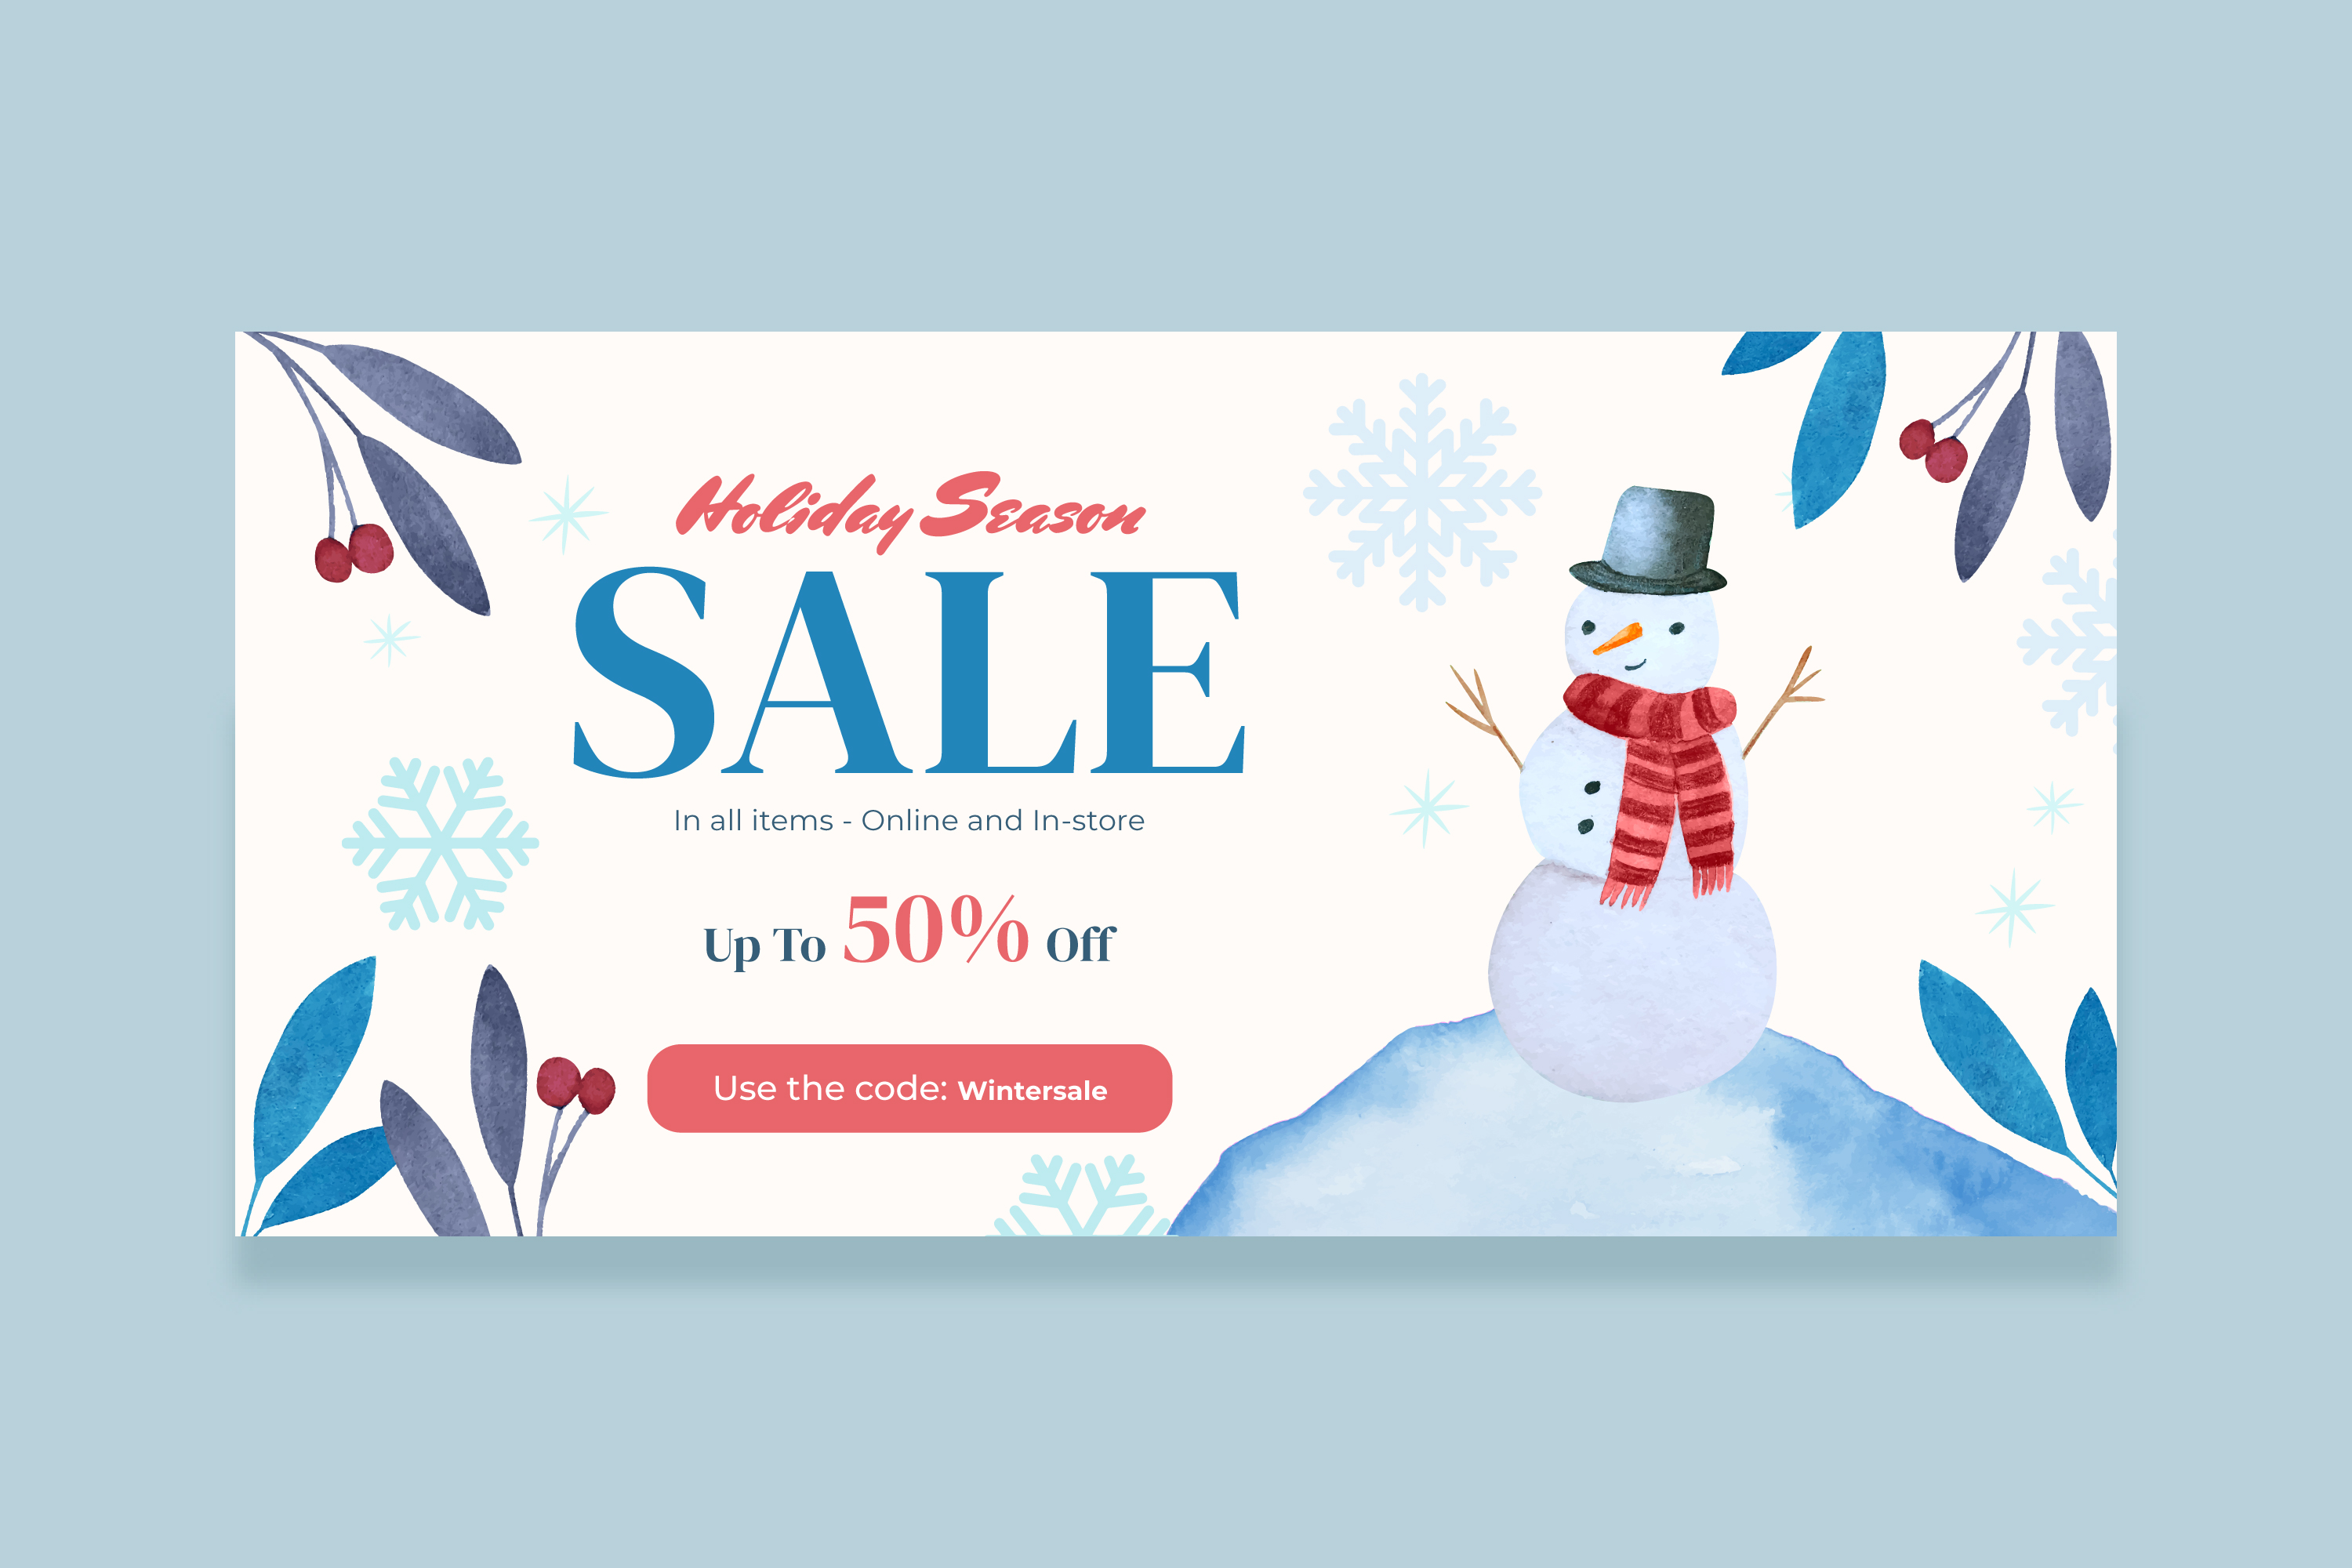 Holiday Season
SALE
In all items - Online and In-store
Up To 50% Off
Use the code: Wintersale